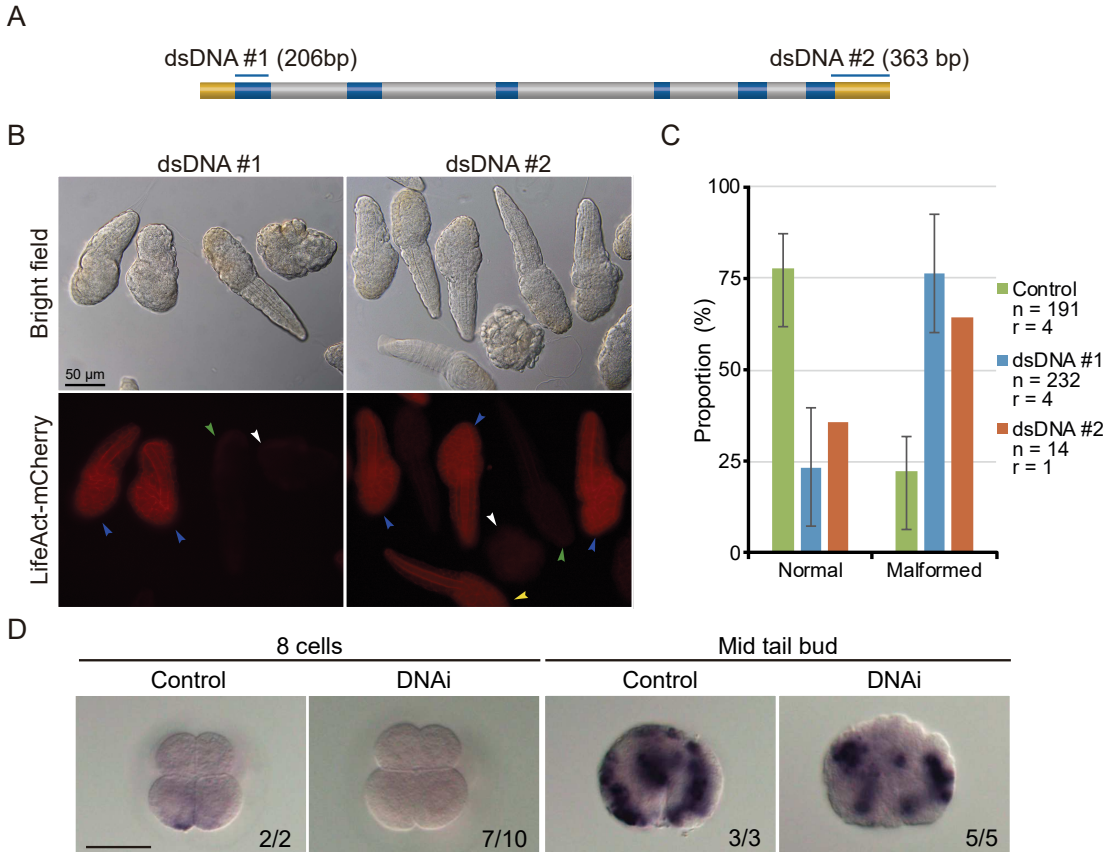 A
dsDNA #1 (206bp)
dsDNA #2 (363 bp)
B
dsDNA #1
dsDNA #2
Bright field
50 µm
LifeAct-mCherry
C
100
75
50
25
0
Proportion (%)
Normal
Malformed
Control
n = 191
r = 4
dsDNA #1
n = 232
r = 4
dsDNA #2
n = 14
r = 1
D
8 cells
Mid tail bud
Control
DNAi
Control
DNAi
2/2
7/10
3/3
5/5